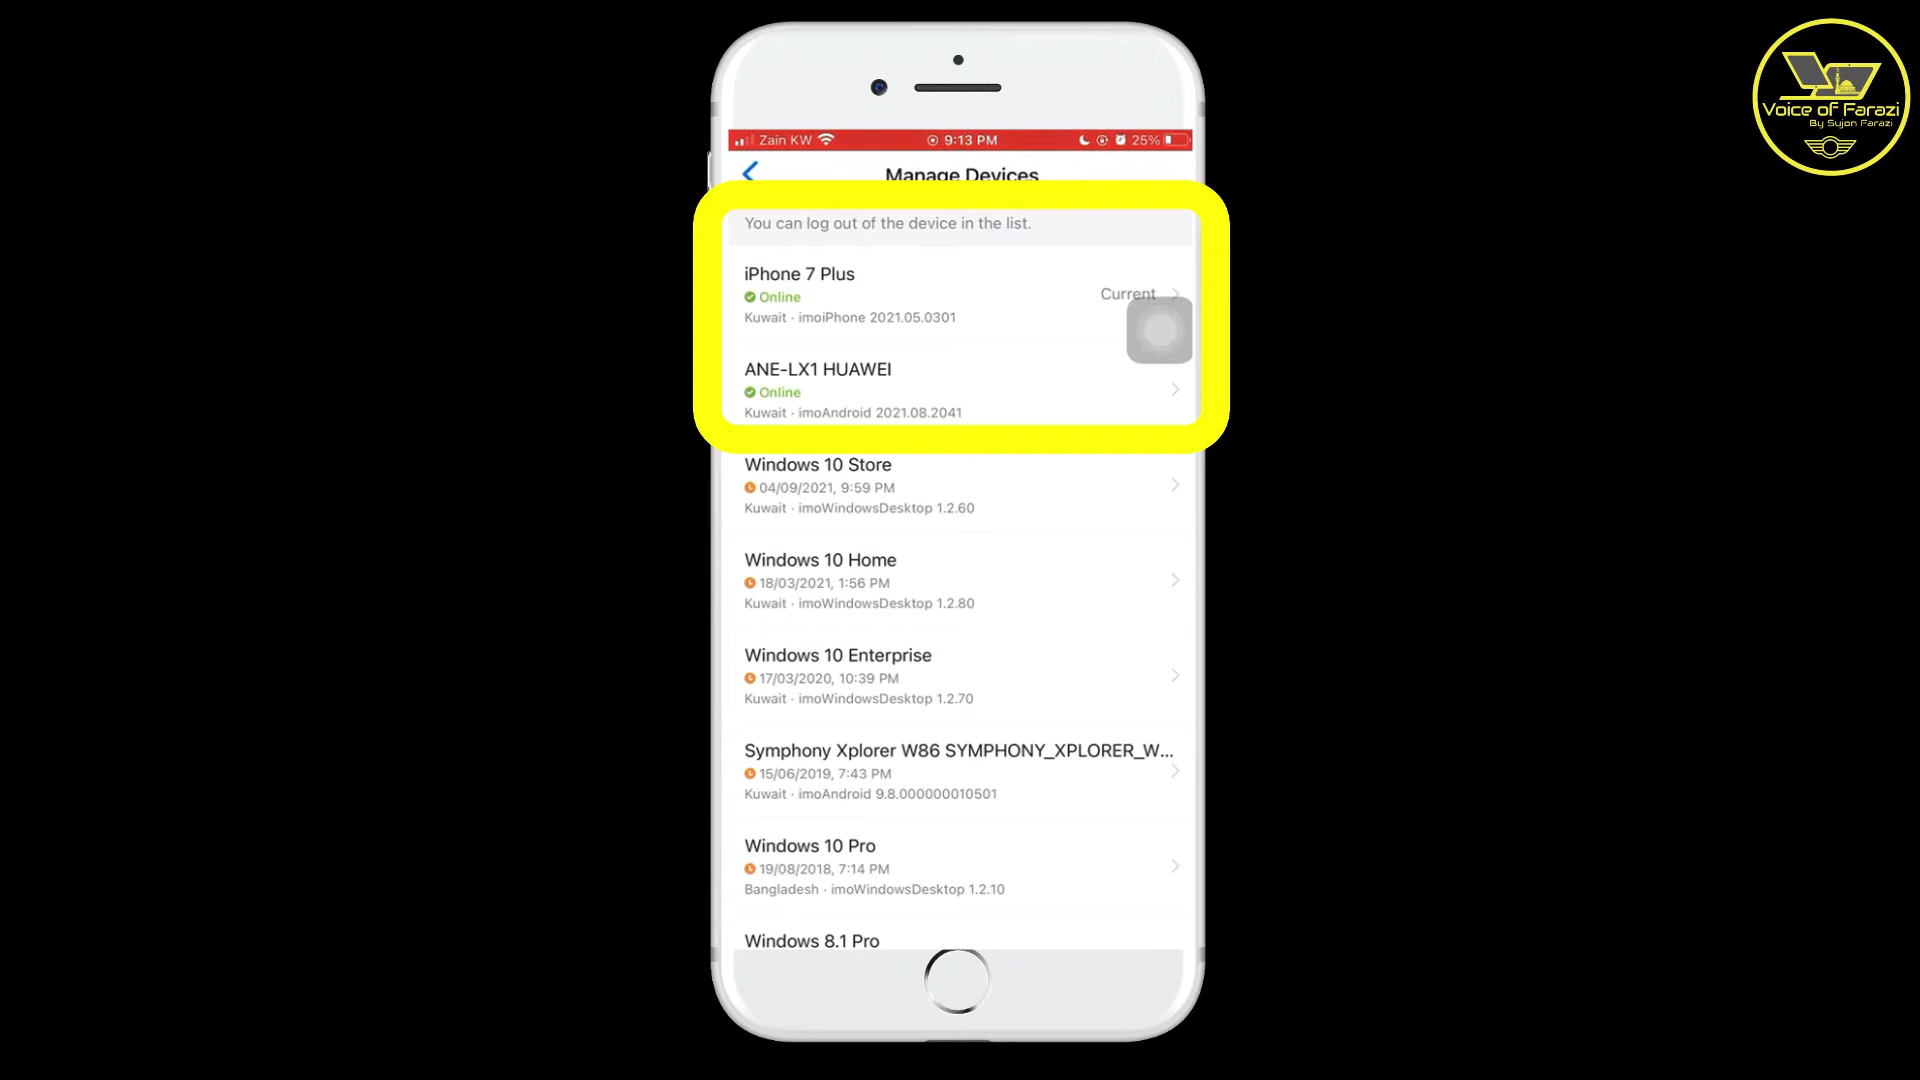 Voice of Farazi
By Sujon Farazi
Zain KW
9:13 PM
25%
Manage Devices
You can log out of the device in the list.
iPhone 7 Plus
Online
Current
Kuwait · imoiPhone 2021.05.0301
ANE-LX1 HUAWEI
Online
Kuwait · imoAndroid 2021.08.2041
Windows 10 Store
04/09/2021, 9:59 PM
Kuwait · imoWindowsDesktop 1.2.60
Windows 10 Home
18/03/2021, 1:56 PM
Kuwait · imoWindowsDesktop 1.2.80
Windows 10 Enterprise
17/03/2020, 10:39 PM
Kuwait · imoWindowsDesktop 1.2.70
Symphony Xplorer W86 SYMPHONY_XPLORER_W...
15/06/2019, 7:43 PM
Kuwait · imoAndroid 9.8.000000010501
Windows 10 Pro
19/08/2018, 7:14 PM
Bangladesh · imoWindowsDesktop 1.2.10
Windows 8.1 Pro